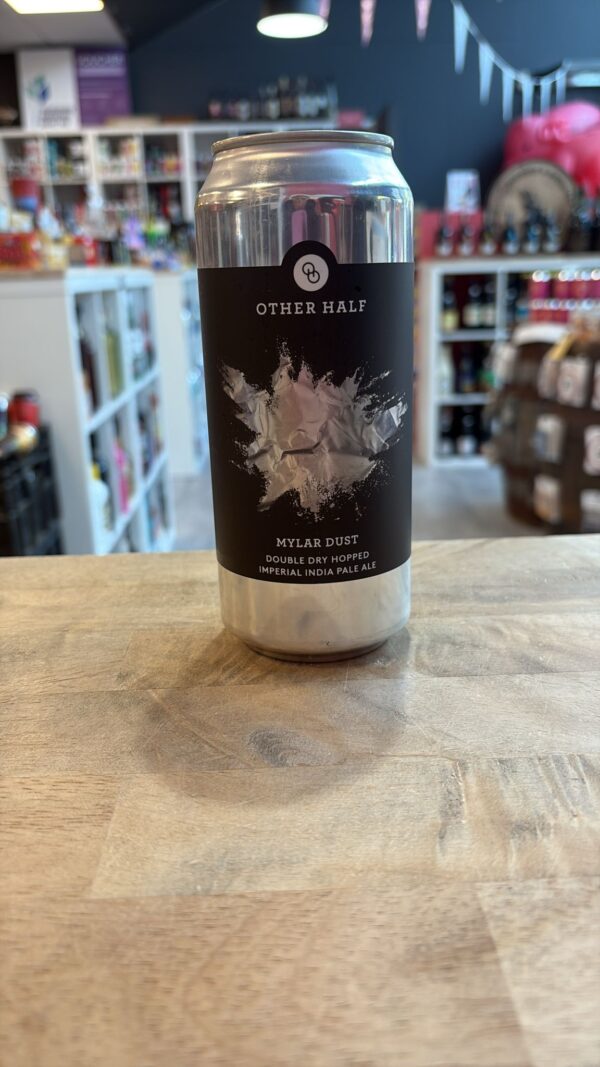 OTHER HALF
MYLAR DUST
DOUBLE DRY HOPPED
IMPERIAL INDIA PALE ALE